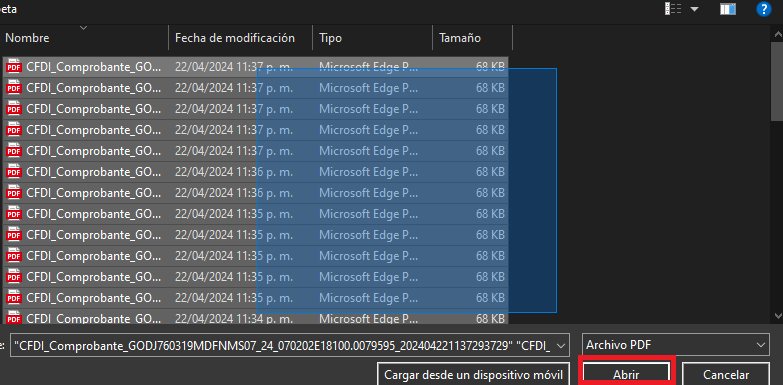 peta
Nombre Fecha de modificación Tipo Tamaño
CFDI_Comprobante_GO... 22/04/2024 11:37 p. m. Microsoft Edge P... 68 KB
CFDI_Comprobante_GO... 22/04/2024 11:37 p. m. Microsoft Edge P... 68 KB
CFDI_Comprobante_GO... 22/04/2024 11:37 p. m. Microsoft Edge P... 68 KB
CFDI_Comprobante_GO... 22/04/2024 11:37 p. m. Microsoft Edge P... 68 KB
CFDI_Comprobante_GO... 22/04/2024 11:37 p. m. Microsoft Edge P... 68 KB
CFDI_Comprobante_GO... 22/04/2024 11:36 p. m. Microsoft Edge P... 68 KB
CFDI_Comprobante_GO... 22/04/2024 11:36 p. m. Microsoft Edge P... 68 KB
CFDI_Comprobante_GO... 22/04/2024 11:35 p. m. Microsoft Edge P... 68 KB
CFDI_Comprobante_GO... 22/04/2024 11:35 p. m. Microsoft Edge P... 68 KB
CFDI_Comprobante_GO... 22/04/2024 11:35 p. m. Microsoft Edge P... 68 KB
CFDI_Comprobante_GO... 22/04/2024 11:35 p. m. Microsoft Edge P... 68 KB
CFDI_Comprobante_GO... 22/04/2024 11:35 p. m. Microsoft Edge P... 68 KB
CFDI_Comprobante_GO... 22/04/2024 11:34 p. m. Microsoft Edge P... 68 KB
e: "CFDI_Comprobante_GODJ760319MDFNMS07_24_070202E18100.0079595_202404221137293729" "CFDI_ Archivo PDF
Cargar desde un dispositivo móvil Abrir Cancelar